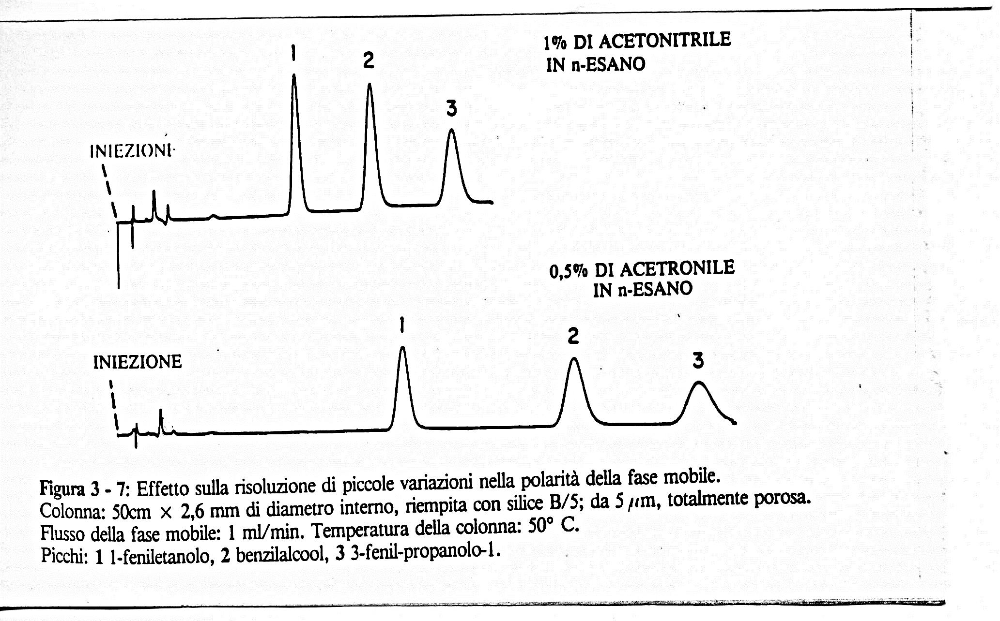 1% DI ACETONITRILE
IN n-ESANO
1
2
3
INIEZIONI
0,5% DI ACETRONILE
IN n-ESANO
1
2
3
INIEZIONE
Figura 3 - 7: Effetto sulla risoluzione di piccole variazioni nella polarità della fase mobile.
Colonna: 50cm × 2,6 mm di diametro interno, riempita con silice B/5; da 5 μm, totalmente porosa.
Flusso della fase mobile: 1 ml/min. Temperatura della colonna: 50° C.
Picchi: 1 1-feniletanolo, 2 benzilalcool, 3 3-fenil-propanolo-1.